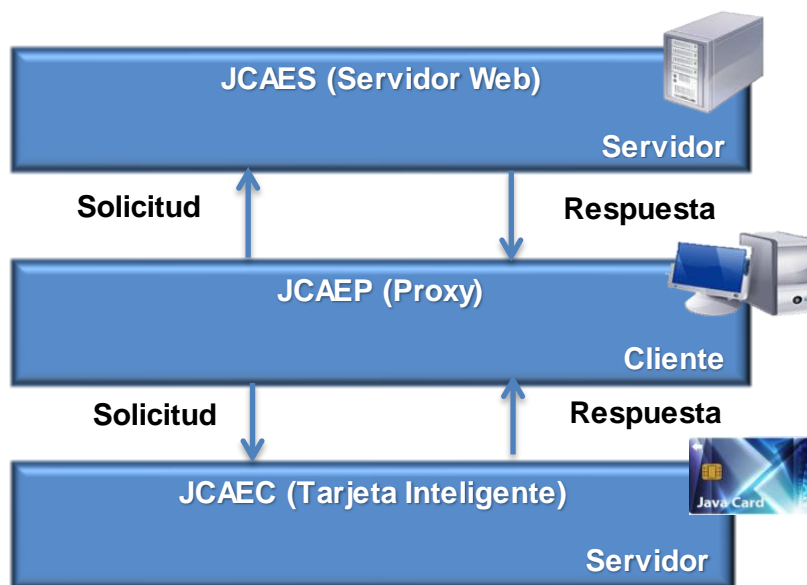 JCAES (Servidor Web)
Servidor
Solicitud
Respuesta
JCAEP (Proxy)
Cliente
Solicitud
Respuesta
JCAEC (Tarjeta Inteligente)
Java Card
Servidor